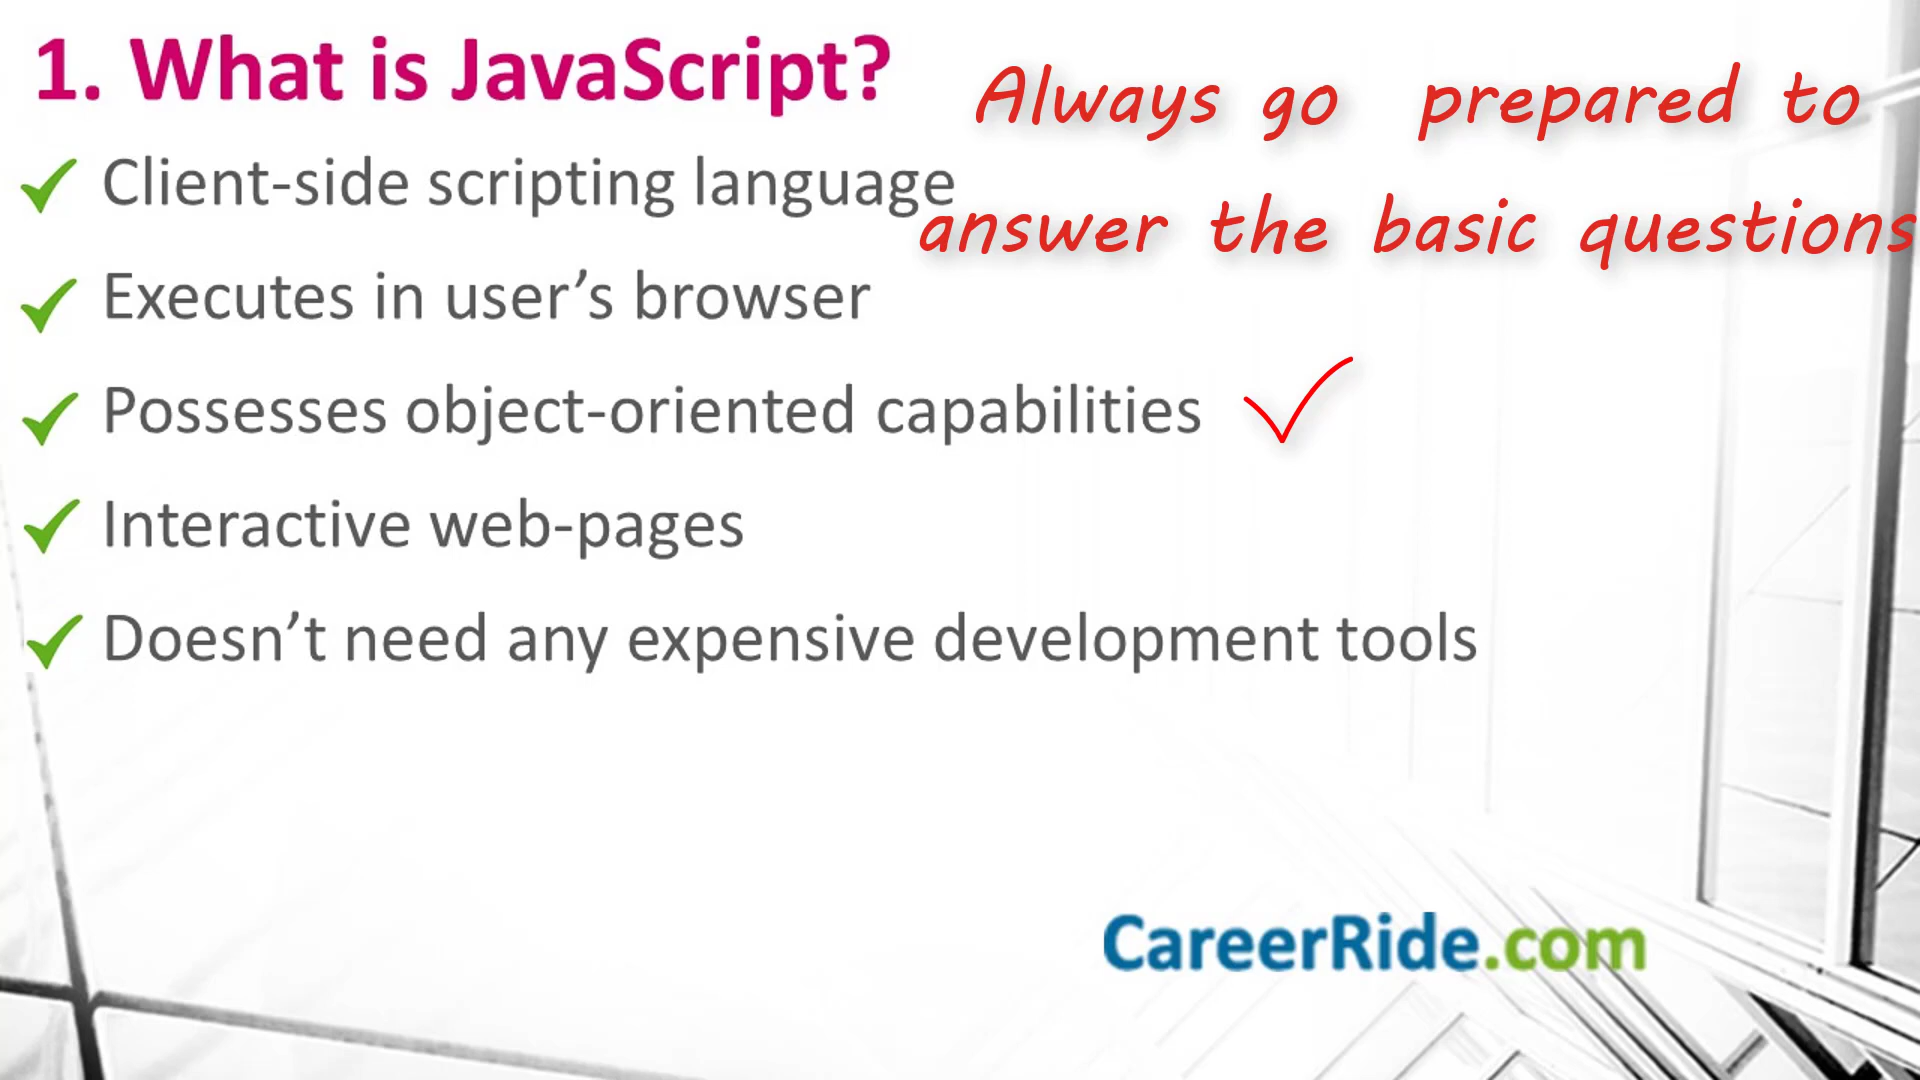 1. What is JavaScript?
Always go prepared to
answer the basic questions
Client-side scripting language
Executes in user’s browser
Possesses object-oriented capabilities
Interactive web-pages
Doesn’t need any expensive development tools
CareerRide.com